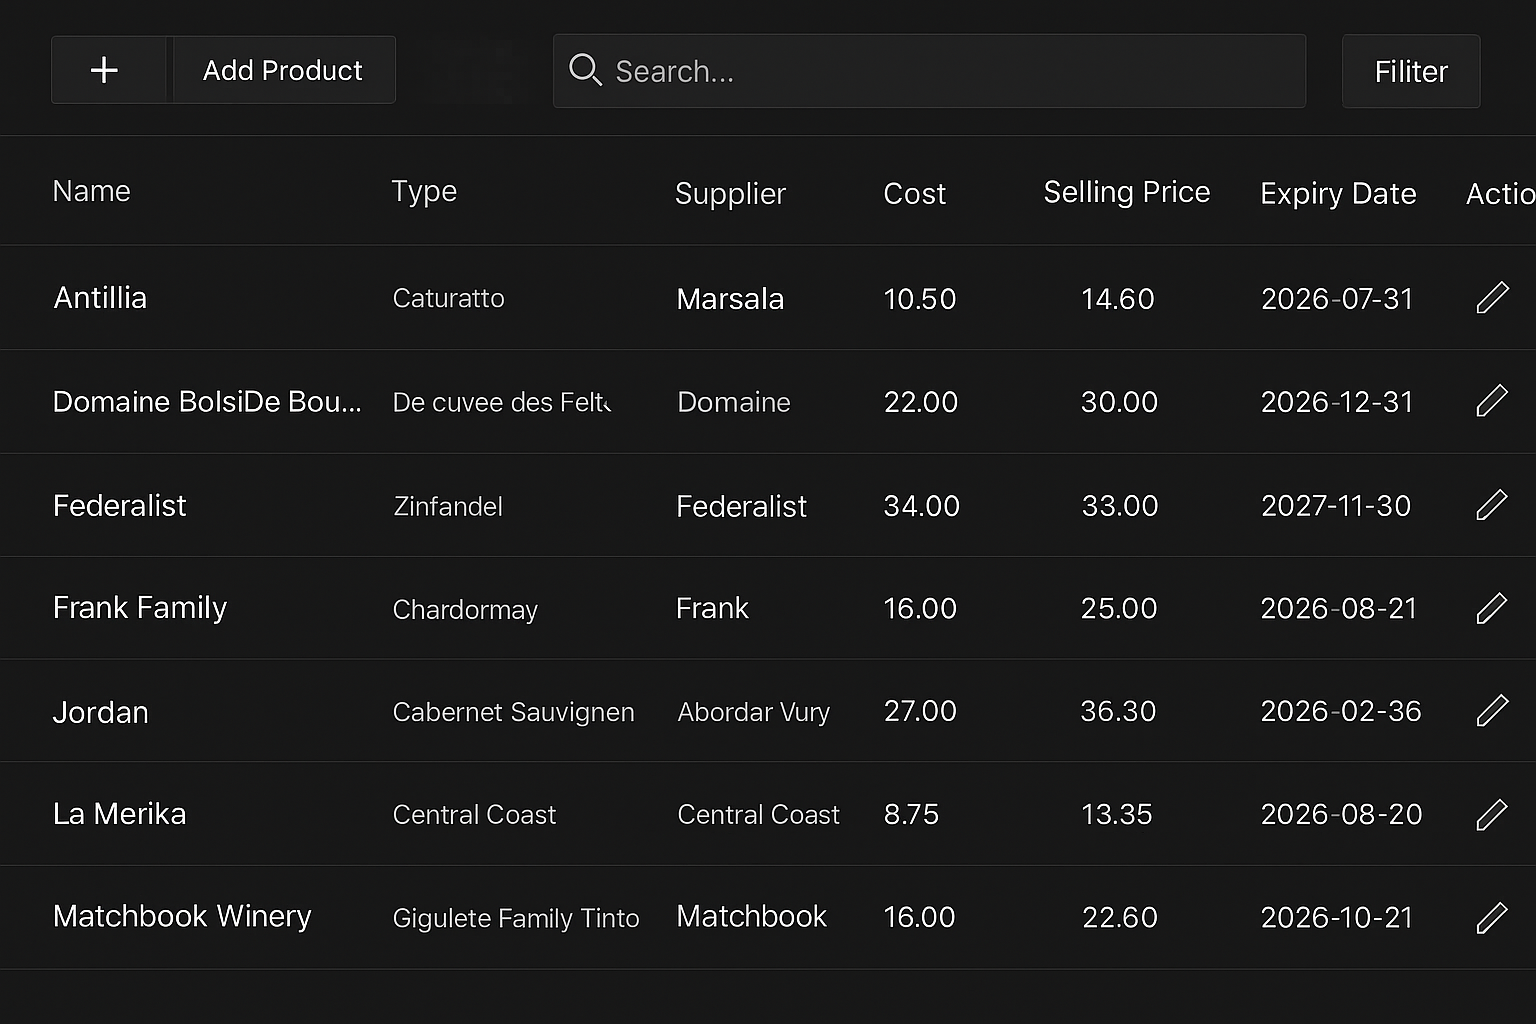 + Add Product Search... Filiter
Name Type Supplier Cost Selling Price Expiry Date Actio
Antillia Caturatto Marsala 10.50 14.60 2026-07-31
Domaine BolsiDe Bou... De cuvee des Felt Domaine 22.00 30.00 2026-12-31
Federalist Zinfandel Federalist 34.00 33.00 2027-11-30
Frank Family Chardormay Frank 16.00 25.00 2026-08-21
Jordan Cabernet Sauvignen Abordar Vury 27.00 36.30 2026-02-36
La Merika Central Coast Central Coast 8.75 13.35 2026-08-20
Matchbook Winery Gigulete Family Tinto Matchbook 16.00 22.60 2026-10-21